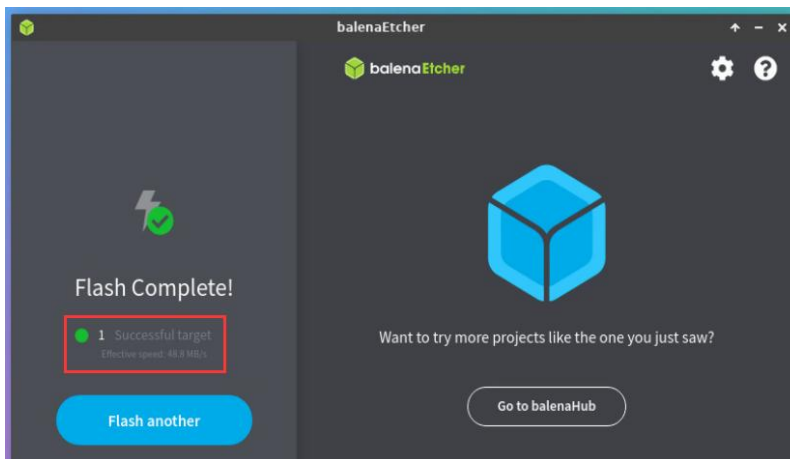 balenaEtcher
balenaEtcher
Flash Complete!
1 Successful target
Effective speed: 48.8 MB/s
Flash another
Want to try more projects like the one you just saw?
Go to balenaHub